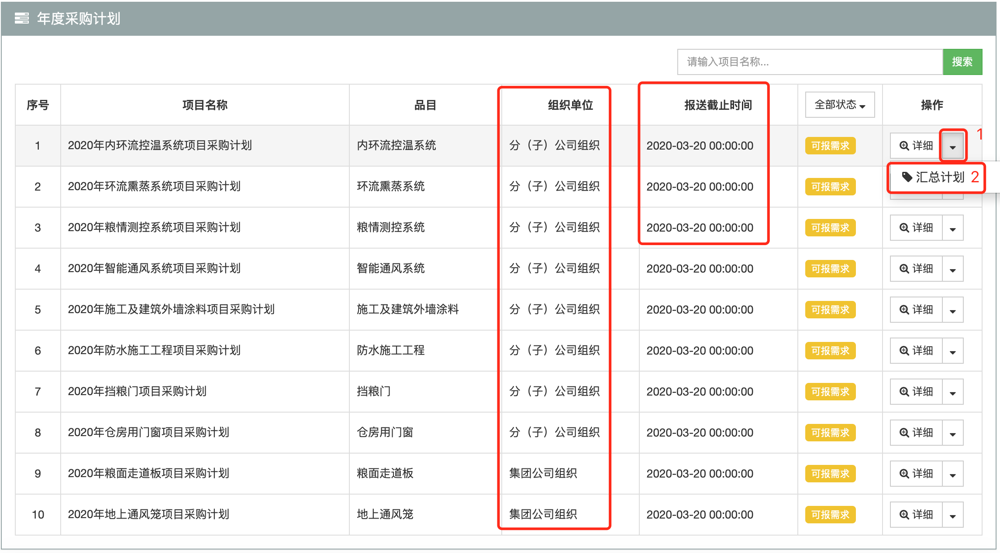 年度采购计划
请输入项目名称... 搜索
序号 项目名称 品目 组织单位 报送截止时间 全部状态 操作
1 2020年内环流控温系统项目采购计划 内环流控温系统 分（子）公司组织 2020-03-20 00:00:00 可报需求 详细 1
汇总计划 2
2 2020年环流熏蒸系统项目采购计划 环流熏蒸系统 分（子）公司组织 2020-03-20 00:00:00 可报需求
3 2020年粮情测控系统项目采购计划 粮情测控系统 分（子）公司组织 2020-03-20 00:00:00 可报需求 详细
4 2020年智能通风系统项目采购计划 智能通风系统 分（子）公司组织 2020-03-20 00:00:00 可报需求 详细
5 2020年施工及建筑外墙涂料项目采购计划 施工及建筑外墙涂料 分（子）公司组织 2020-03-20 00:00:00 可报需求 详细
6 2020年防水施工工程项目采购计划 防水施工工程 分（子）公司组织 2020-03-20 00:00:00 可报需求 详细
7 2020年挡粮门项目采购计划 挡粮门 分（子）公司组织 2020-03-20 00:00:00 可报需求 详细
8 2020年仓房用门窗项目采购计划 仓房用门窗 分（子）公司组织 2020-03-20 00:00:00 可报需求 详细
9 2020年粮面走道板项目采购计划 粮面走道板 集团公司组织 2020-03-20 00:00:00 可报需求 详细
10 2020年地上通风笼项目采购计划 地上通风笼 集团公司组织 2020-03-20 00:00:00 可报需求 详细